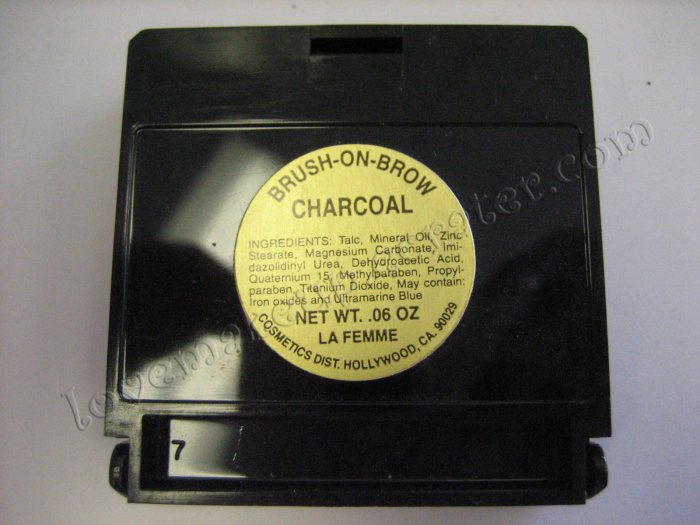 BRUSH-ON-BROW
CHARCOAL
INGREDIENTS: Talc, Mineral Oil, Zinc
Stearate, Magnesium Carbonate, Imi-
dazolidinyl Urea, Dehydroacetic Acid,
Quaternium 15, Methylparaben, Propyl-
paraben, Titanium Dioxide, May contain:
Iron oxides and Ultramarine Blue
NET WT. .06 OZ
LA FEMME
COSMETICS DIST. HOLLYWOOD, CA. 90029
7